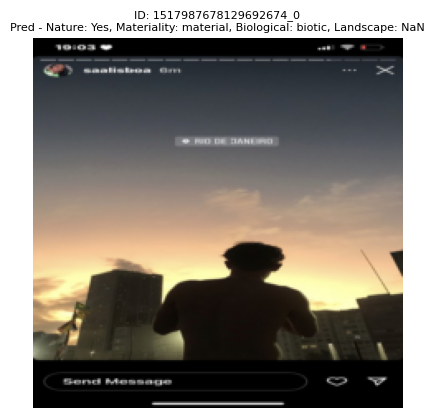 ID: 1517987678129692674_0
Pred - Nature: Yes, Materiality: material, Biological: biotic, Landscape: NaN
19:03
saalisboa 6m
RIO DE JANEIRO
Send Message